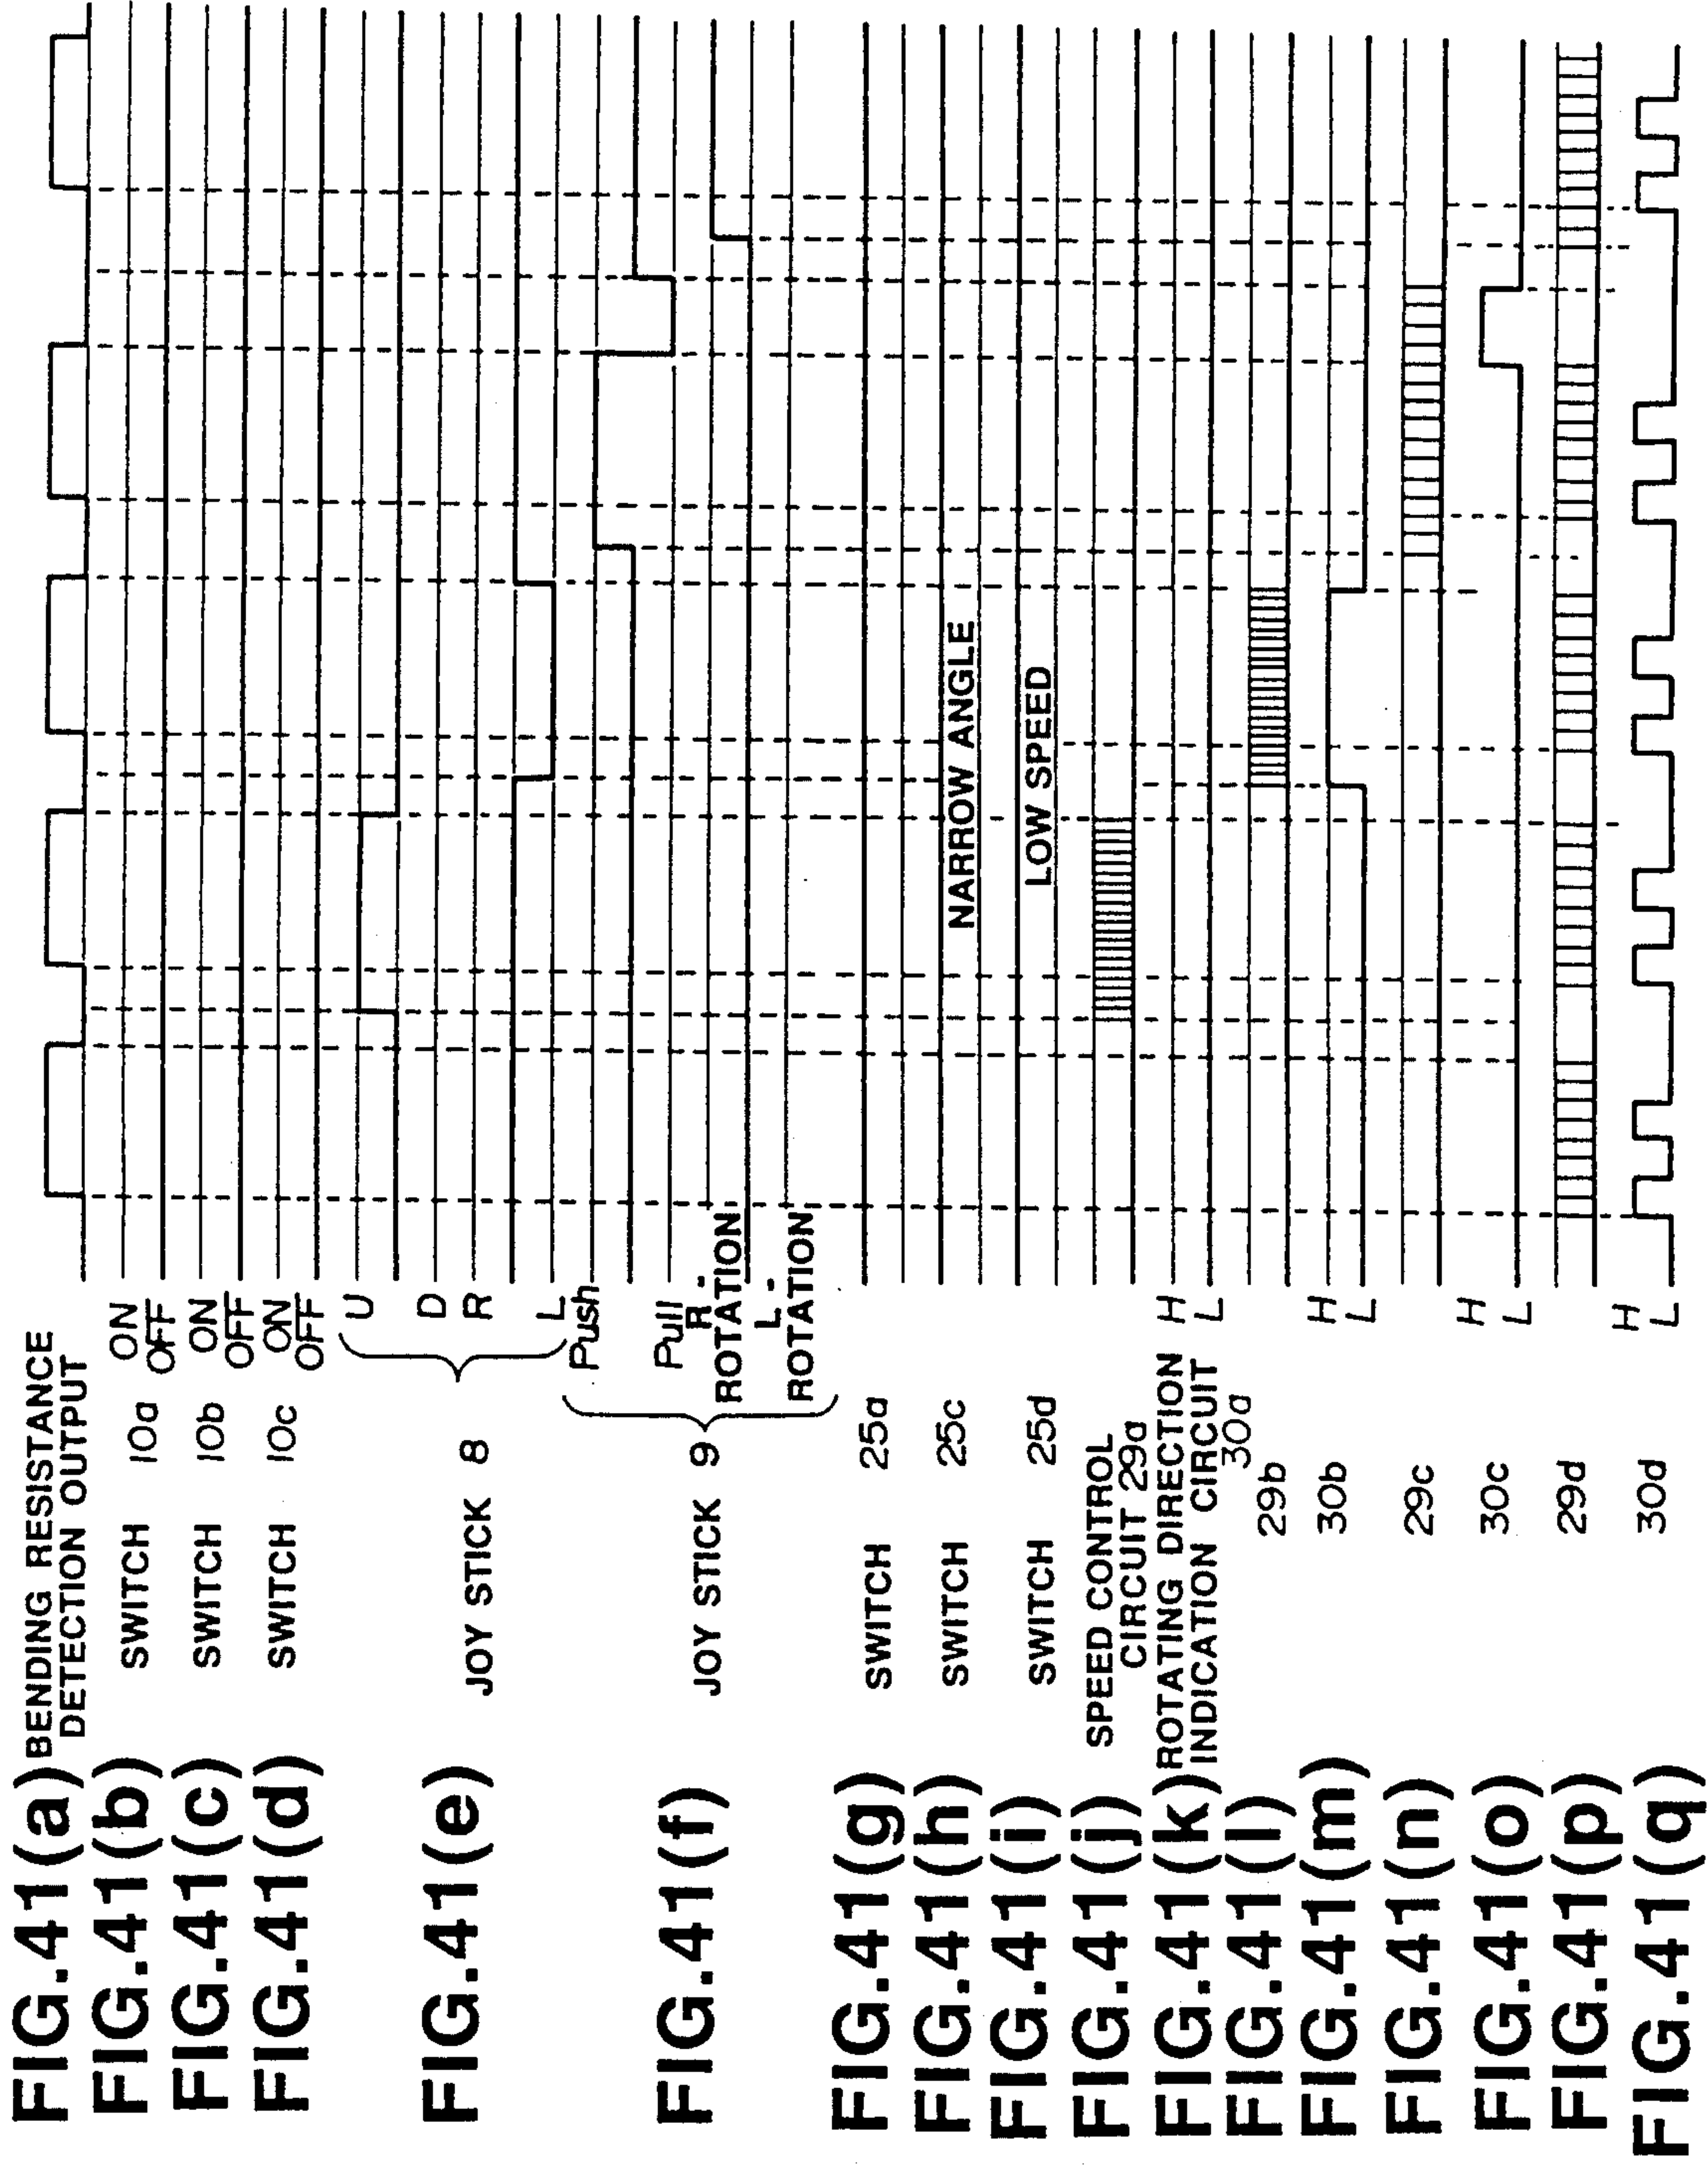 FIG.41(a) BENDING RESISTANCE
DETECTION OUTPUT
FIG.41(b) SWITCH 10a ON
OFF
FIG.41(c) SWITCH 10b ON
OFF
FIG.41(d) SWITCH 10c ON
OFF
FIG.41(e) JOY STICK 8 U
D
R
L
FIG.41(f) JOY STICK 9 Push
Pull
R-
ROTATION
L-
ROTATION
FIG.41(g) SWITCH 25a
FIG.41(h) SWITCH 25c NARROW ANGLE
FIG.41(i) SWITCH 25d LOW SPEED
FIG.41(j) SPEED CONTROL
CIRCUIT 29a
FIG.41(k) ROTATING DIRECTION H
INDICATION CIRCUIT L
30a
FIG.41(l) 29b
FIG.41(m) 30b H
L
FIG.41(n) 29c
FIG.41(o) 30c H
L
FIG.41(p) 29d
FIG.41(q) 30d H
L